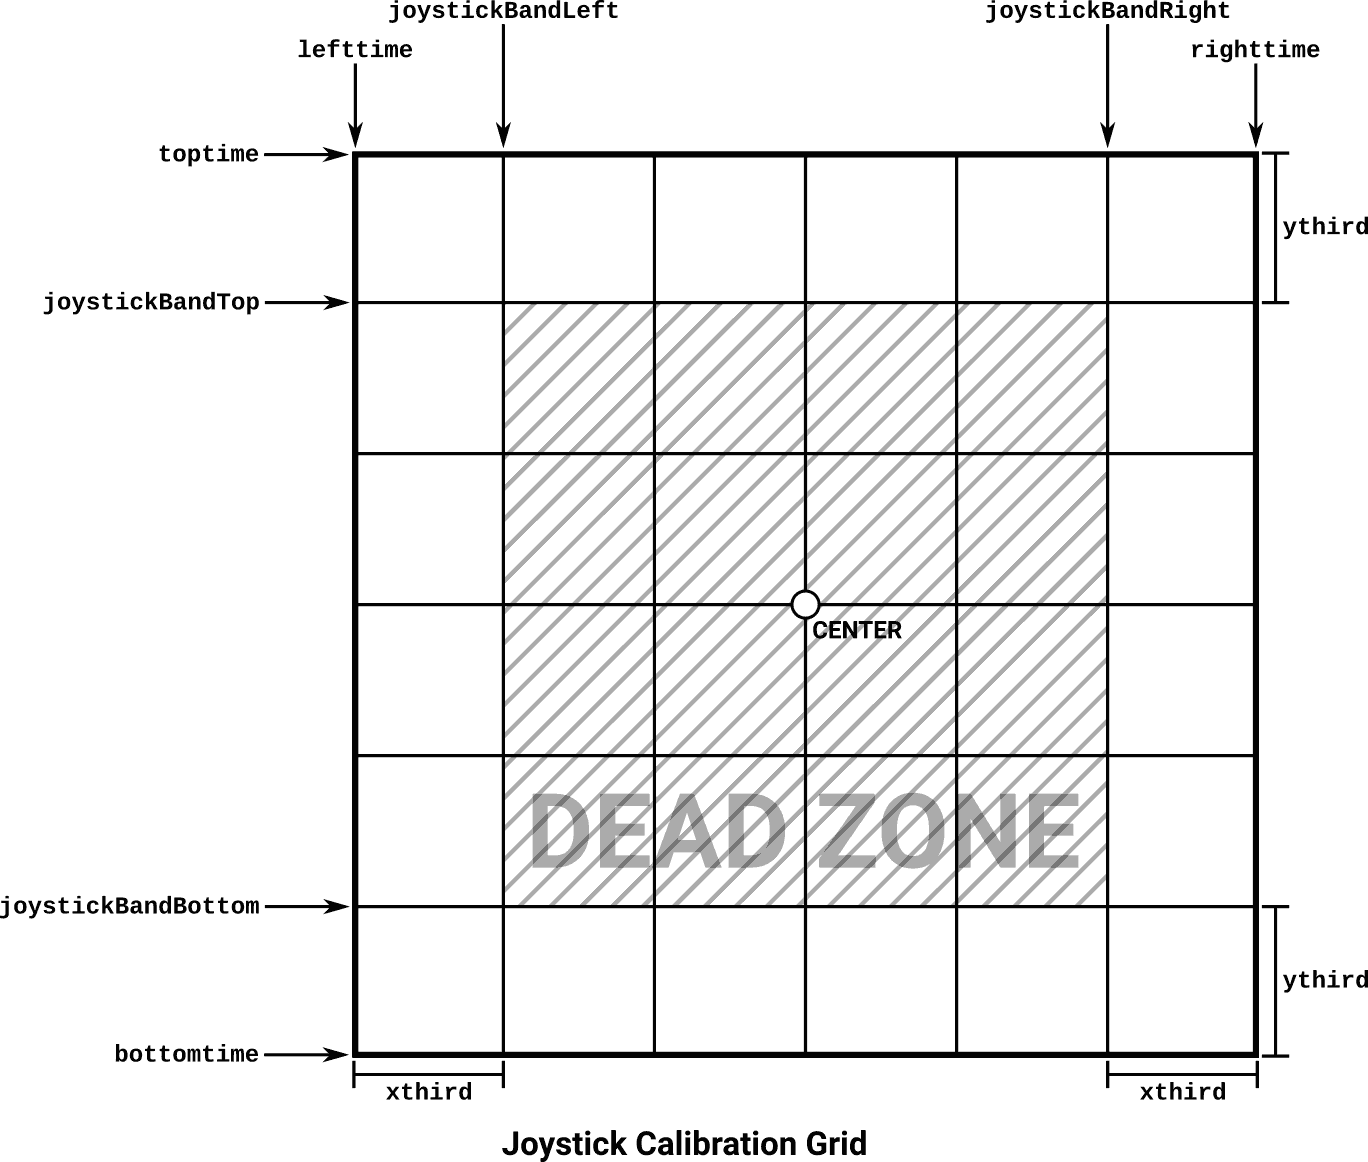 joystickBandLeft
joystickBandRight
lefttime
righttime
toptime
ythird
joystickBandTop
CENTER
DEAD ZONE
joystickBandBottom
ythird
bottomtime
xthird
xthird
Joystick Calibration Grid